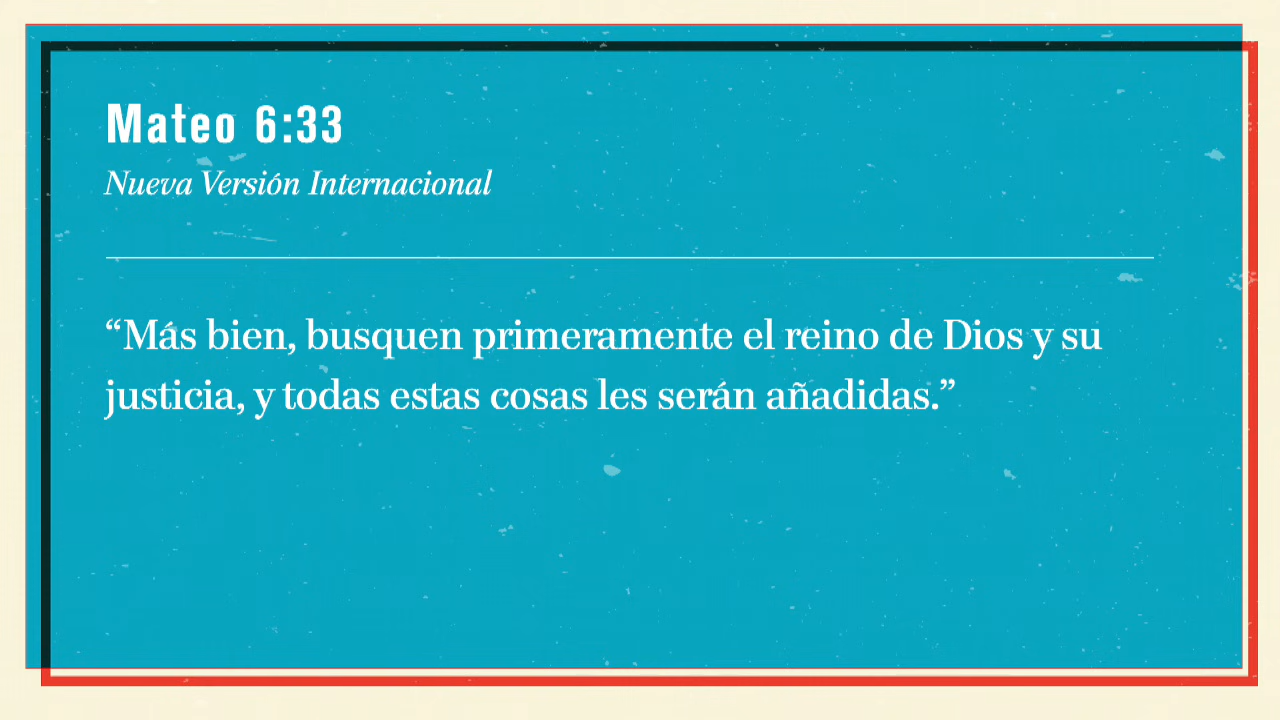 Mateo 6:33
Nueva Versión Internacional
“Más bien, busquen primeramente el reino de Dios y su
justicia, y todas estas cosas les serán añadidas.”